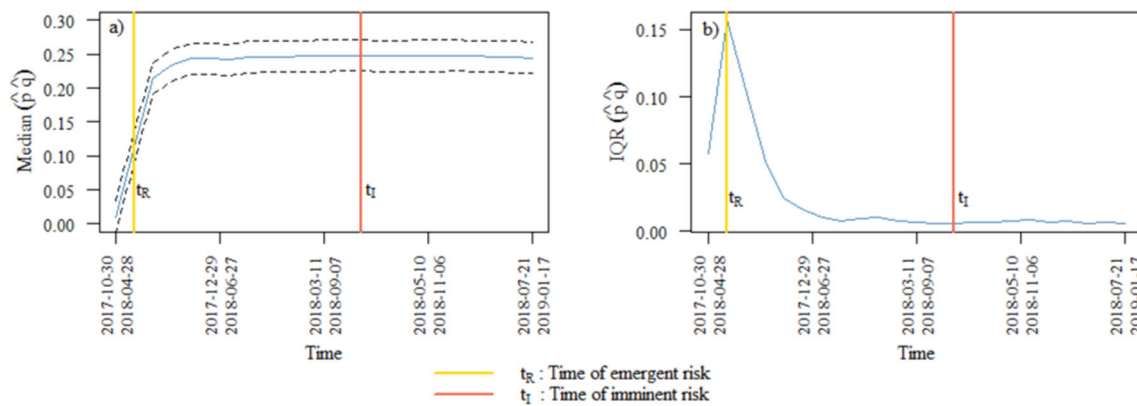 a)
Median (p̂ q̂)
0.30
0.25
0.20
0.15
0.10
0.05
0.00
tR
tI
2017-10-30
2018-04-28
2017-12-29
2018-06-27
2018-03-11
2018-09-07
2018-05-10
2018-11-06
2018-07-21
2019-01-17
Time
b)
IQR (p̂ q̂)
0.15
0.10
0.05
0.00
tR
tI
2017-10-30
2018-04-28
2017-12-29
2018-06-27
2018-03-11
2018-09-07
2018-05-10
2018-11-06
2018-07-21
2019-01-17
Time
tR : Time of emergent risk
tI : Time of imminent risk